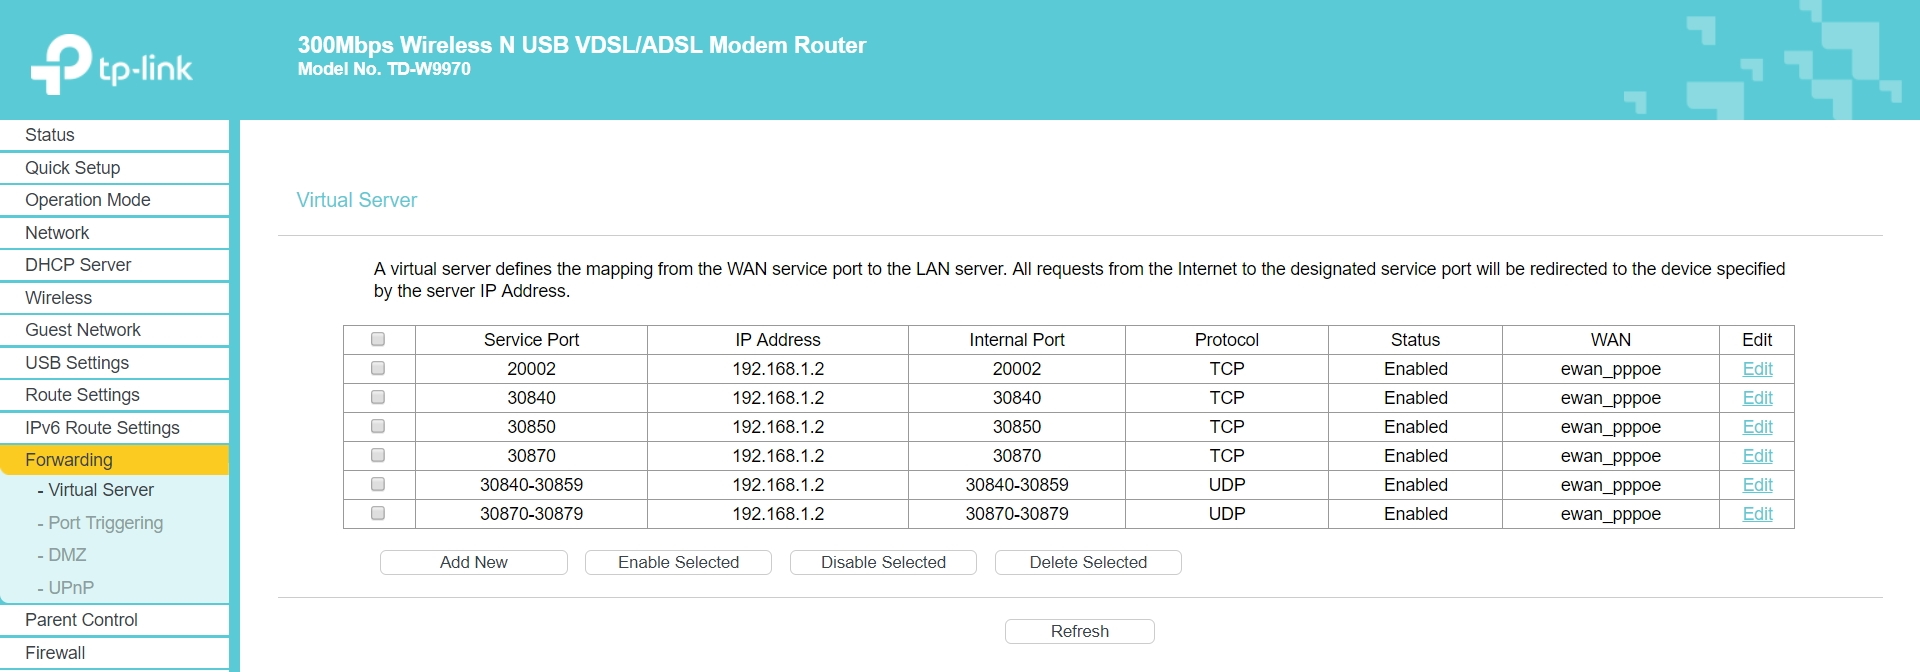 tp-link
300Mbps Wireless N USB VDSL/ADSL Modem Router
Model No. TD-W9970
Status
Quick Setup
Operation Mode
Network
DHCP Server
Wireless
Guest Network
USB Settings
Route Settings
IPv6 Route Settings
Forwarding
- Virtual Server
- Port Triggering
- DMZ
- UPnP
Parent Control
Firewall
Virtual Server
A virtual server defines the mapping from the WAN service port to the LAN server. All requests from the Internet to the designated service port will be redirected to the device specified
by the server IP Address.
Service Port IP Address Internal Port Protocol Status WAN Edit
20002 192.168.1.2 20002 TCP Enabled ewan_pppoe Edit
30840 192.168.1.2 30840 TCP Enabled ewan_pppoe Edit
30850 192.168.1.2 30850 TCP Enabled ewan_pppoe Edit
30870 192.168.1.2 30870 TCP Enabled ewan_pppoe Edit
30840-30859 192.168.1.2 30840-30859 UDP Enabled ewan_pppoe Edit
30870-30879 192.168.1.2 30870-30879 UDP Enabled ewan_pppoe Edit
Add New Enable Selected Disable Selected Delete Selected
Refresh